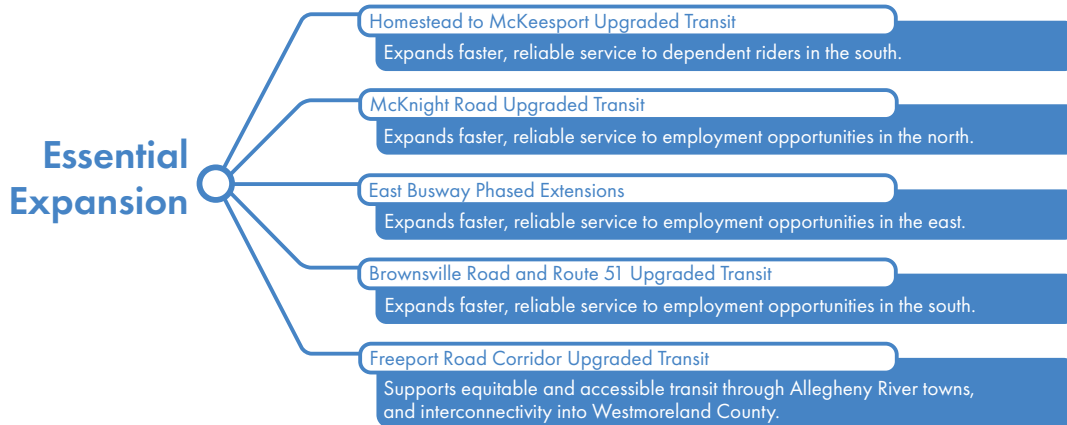 Essential
Expansion
Homestead to McKeesport Upgraded Transit
Expands faster, reliable service to dependent riders in the south.
McKnight Road Upgraded Transit
Expands faster, reliable service to employment opportunities in the north.
East Busway Phased Extensions
Expands faster, reliable service to employment opportunities in the east.
Brownsville Road and Route 51 Upgraded Transit
Expands faster, reliable service to employment opportunities in the south.
Freeport Road Corridor Upgraded Transit
Supports equitable and accessible transit through Allegheny River towns,
and interconnectivity into Westmoreland County.